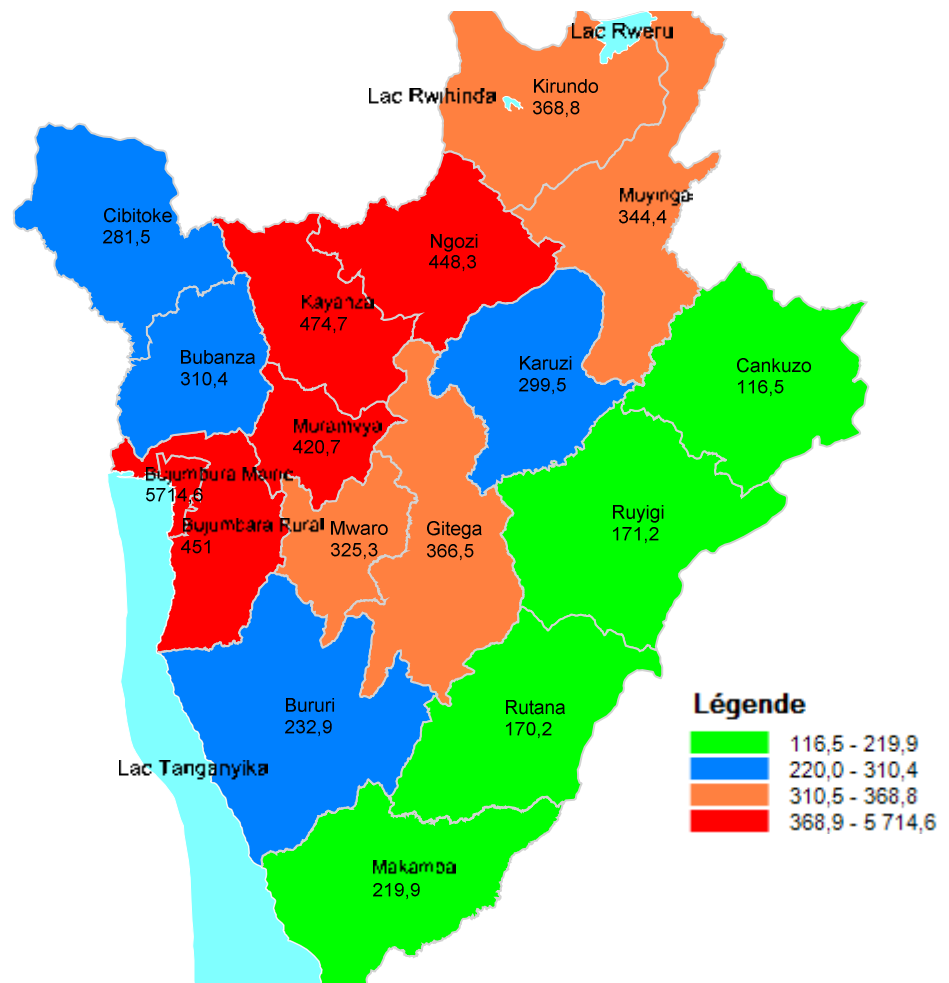 Lac Rweru
Kirundo
368,8
Lac Rwihinda
Muyinga
344,4
Cibitoke
281,5
Ngozi
448,3
Kayanza
474,7
Bubanza
310,4
Karuzi
299,5
Cankuzo
116,5
Muramvya
420,7
Bujumbura Mairie
5714,6
Bujumbara Rural
451
Mwaro
325,3
Gitega
366,5
Ruyigi
171,2
Bururi
232,9
Rutana
170,2
Lac Tanganyika
Makamba
219,9
Légende
116,5 - 219,9
220,0 - 310,4
310,5 - 368,8
368,9 - 5 714,6